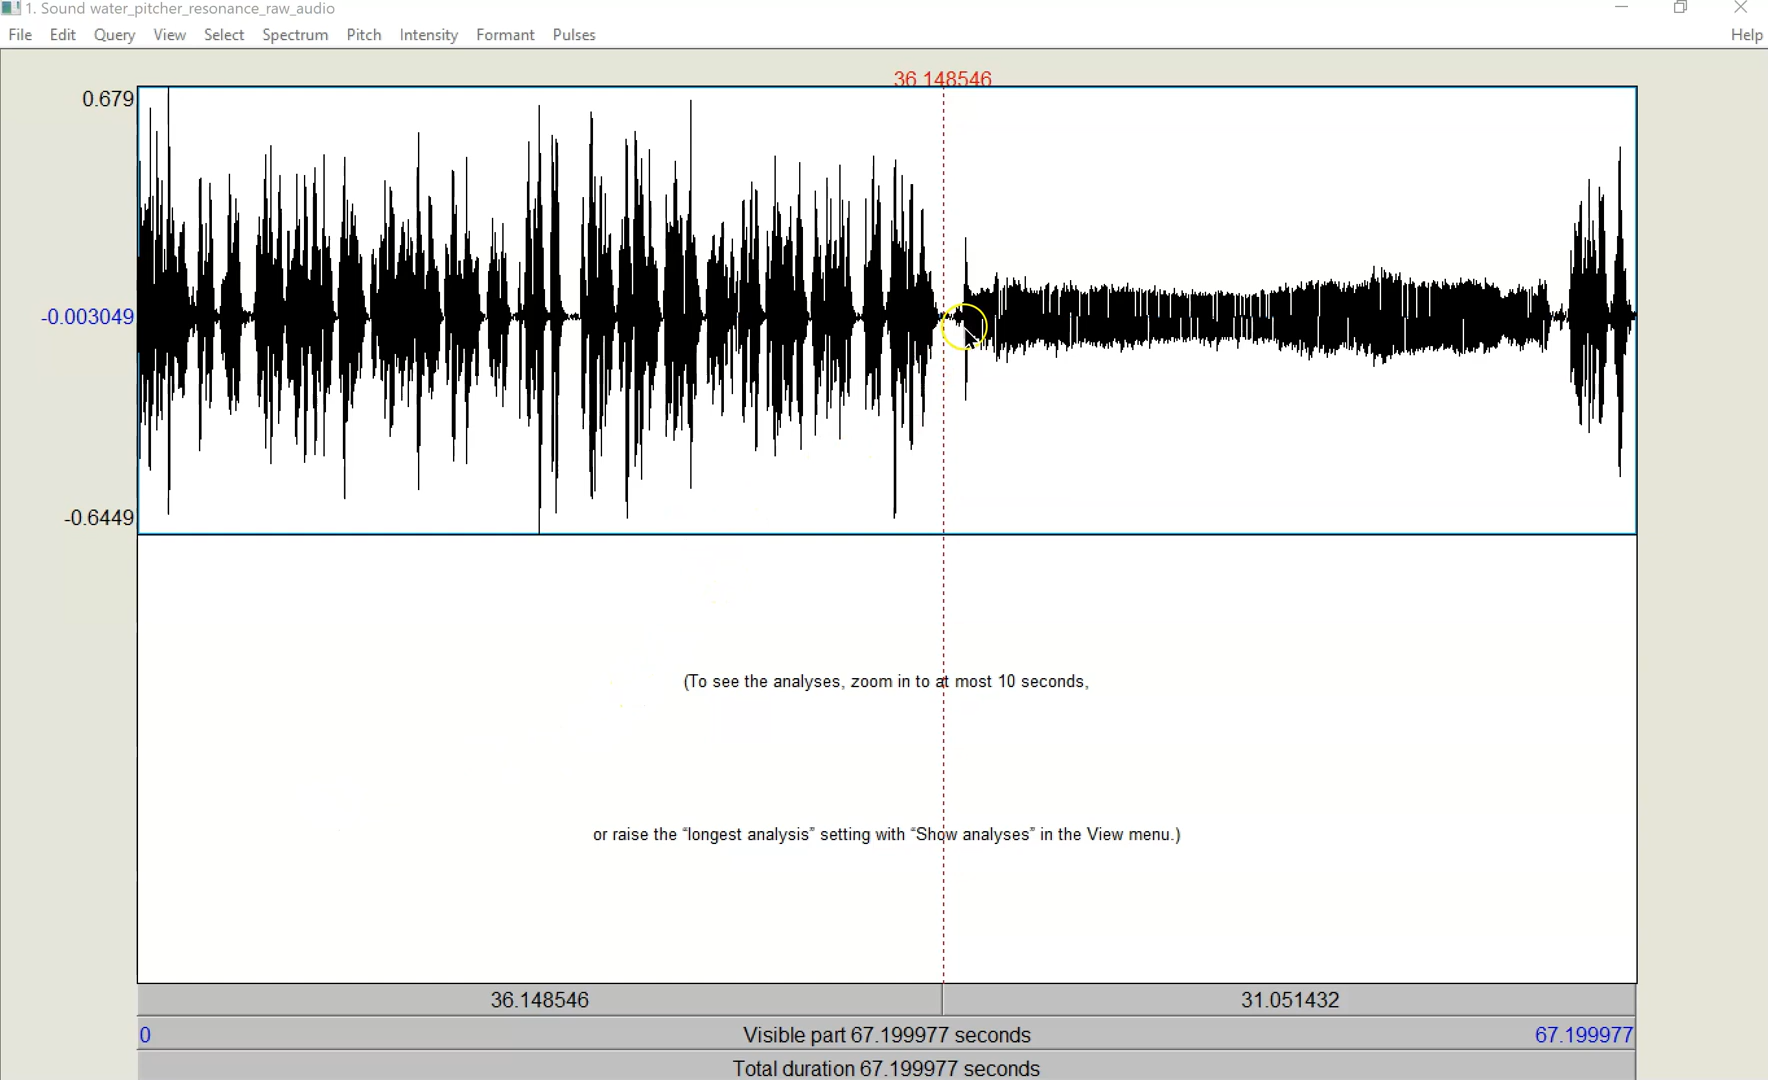 1. Sound water_pitcher_resonance_raw_audio
File Edit Query View Select Spectrum Pitch Intensity Formant Pulses Help
36.148546
0.679
-0.003049
-0.6449
(To see the analyses, zoom in to at most 10 seconds,
or raise the “longest analysis” setting with “Show analyses” in the View menu.)
36.148546 31.051432
0 Visible part 67.199977 seconds 67.199977
Total duration 67.199977 seconds